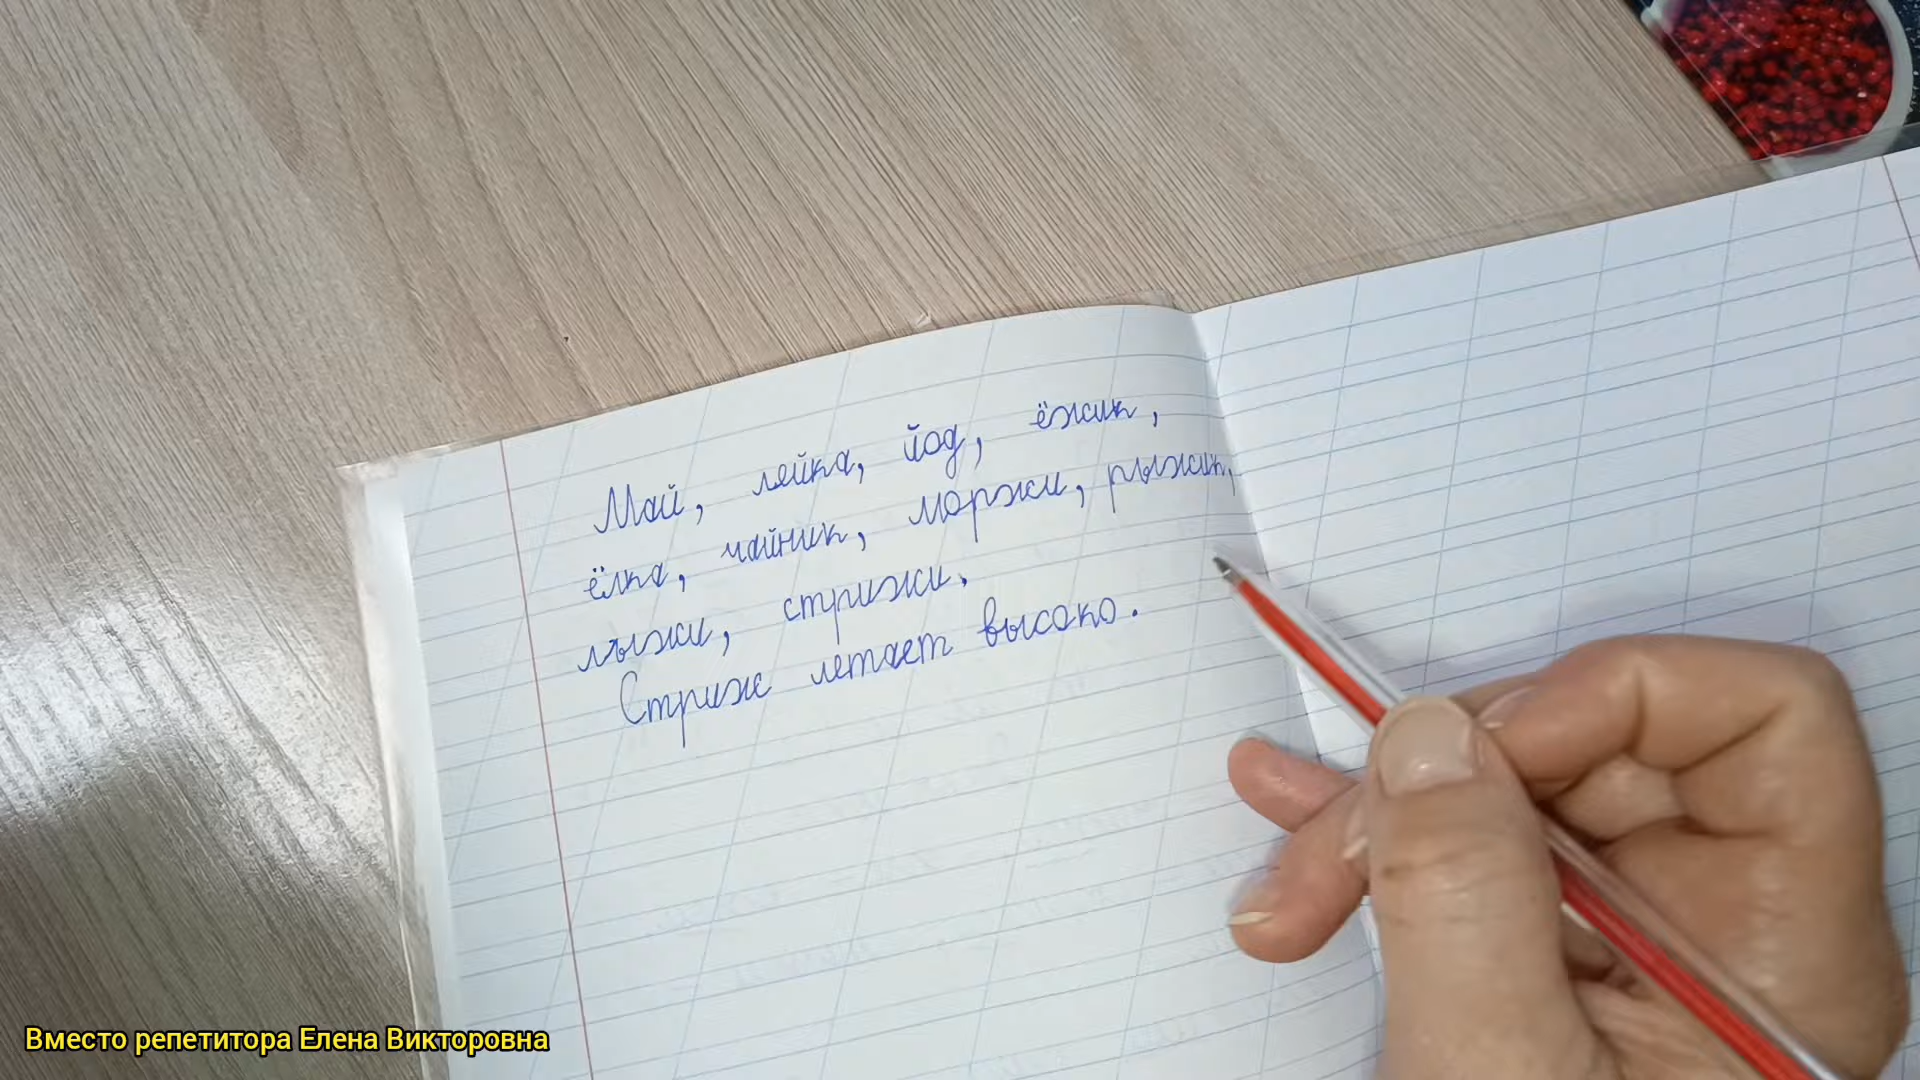 Май, лейка, йод, ёжик,
ёлка, чайник, моржи, рыжик,
лыжи, стрижи.
Стриж летает высоко.
Вместо репетитора Елена Викторовна